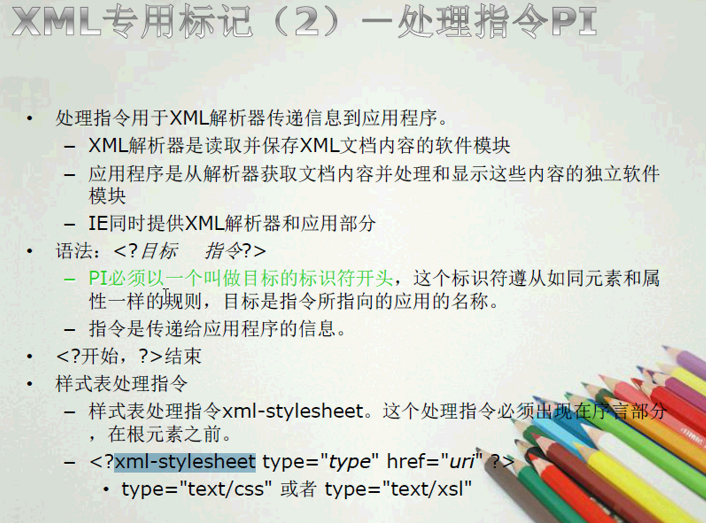 XML专用标记（2）－处理指令PI
• 处理指令用于XML解析器传递信息到应用程序。
– XML解析器是读取并保存XML文档内容的软件模块
– 应用程序是从解析器获取文档内容并处理和显示这些内容的独立软件
模块
– IE同时提供XML解析器和应用部分
• 语法：<?目标 指令?>
– PI必须以一个叫做目标的标识符开头，这个标识符遵从如同元素和属
性一样的规则，目标是指令所指向的应用的名称。
– 指令是传递给应用程序的信息。
• <?开始，?>结束
• 样式表处理指令
– 样式表处理指令xml-stylesheet。这个处理指令必须出现在序言部分
，在根元素之前。
– <?xml-stylesheet type="type" href="uri" ?>
• type="text/css" 或者 type="text/xsl"